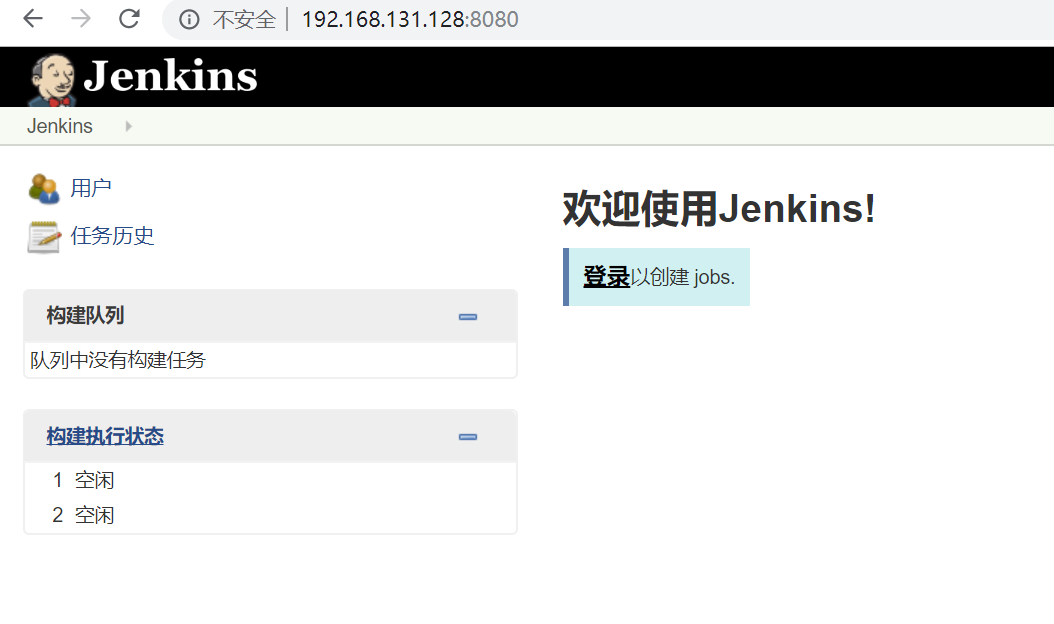 不安全 | 192.168.131.128:8080
Jenkins
Jenkins
用户
任务历史
构建队列
队列中没有构建任务
构建执行状态
1 空闲
2 空闲
欢迎使用Jenkins!
登录以创建 jobs.